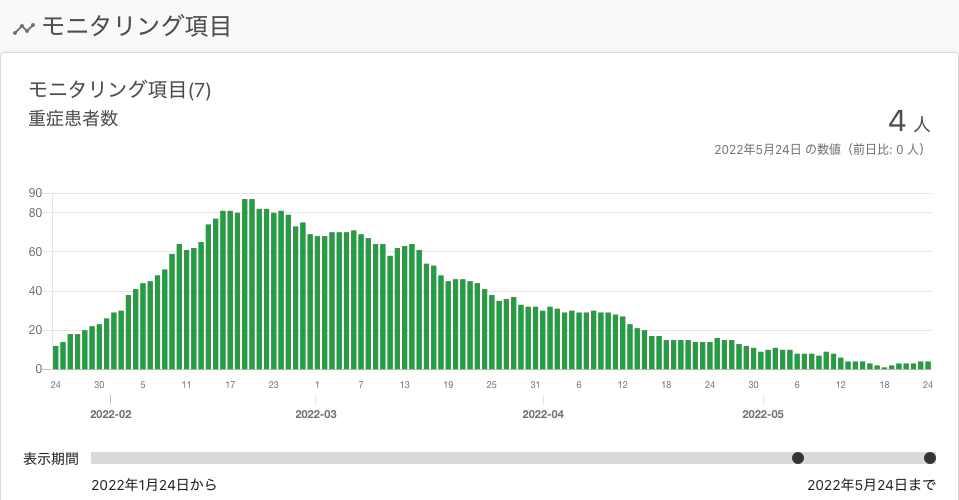 モニタリング項目
モニタリング項目(7)
重症患者数
4 人
2022年5月24日 の数値（前日比: 0 人）
90
80
60
40
20
0
24 30 5 11 17 23 1 7 13 19 25 31 6 12 18 24 30 6 12 18 24
2022-02 2022-03 2022-04 2022-05
表示期間
2022年1月24日から 2022年5月24日まで